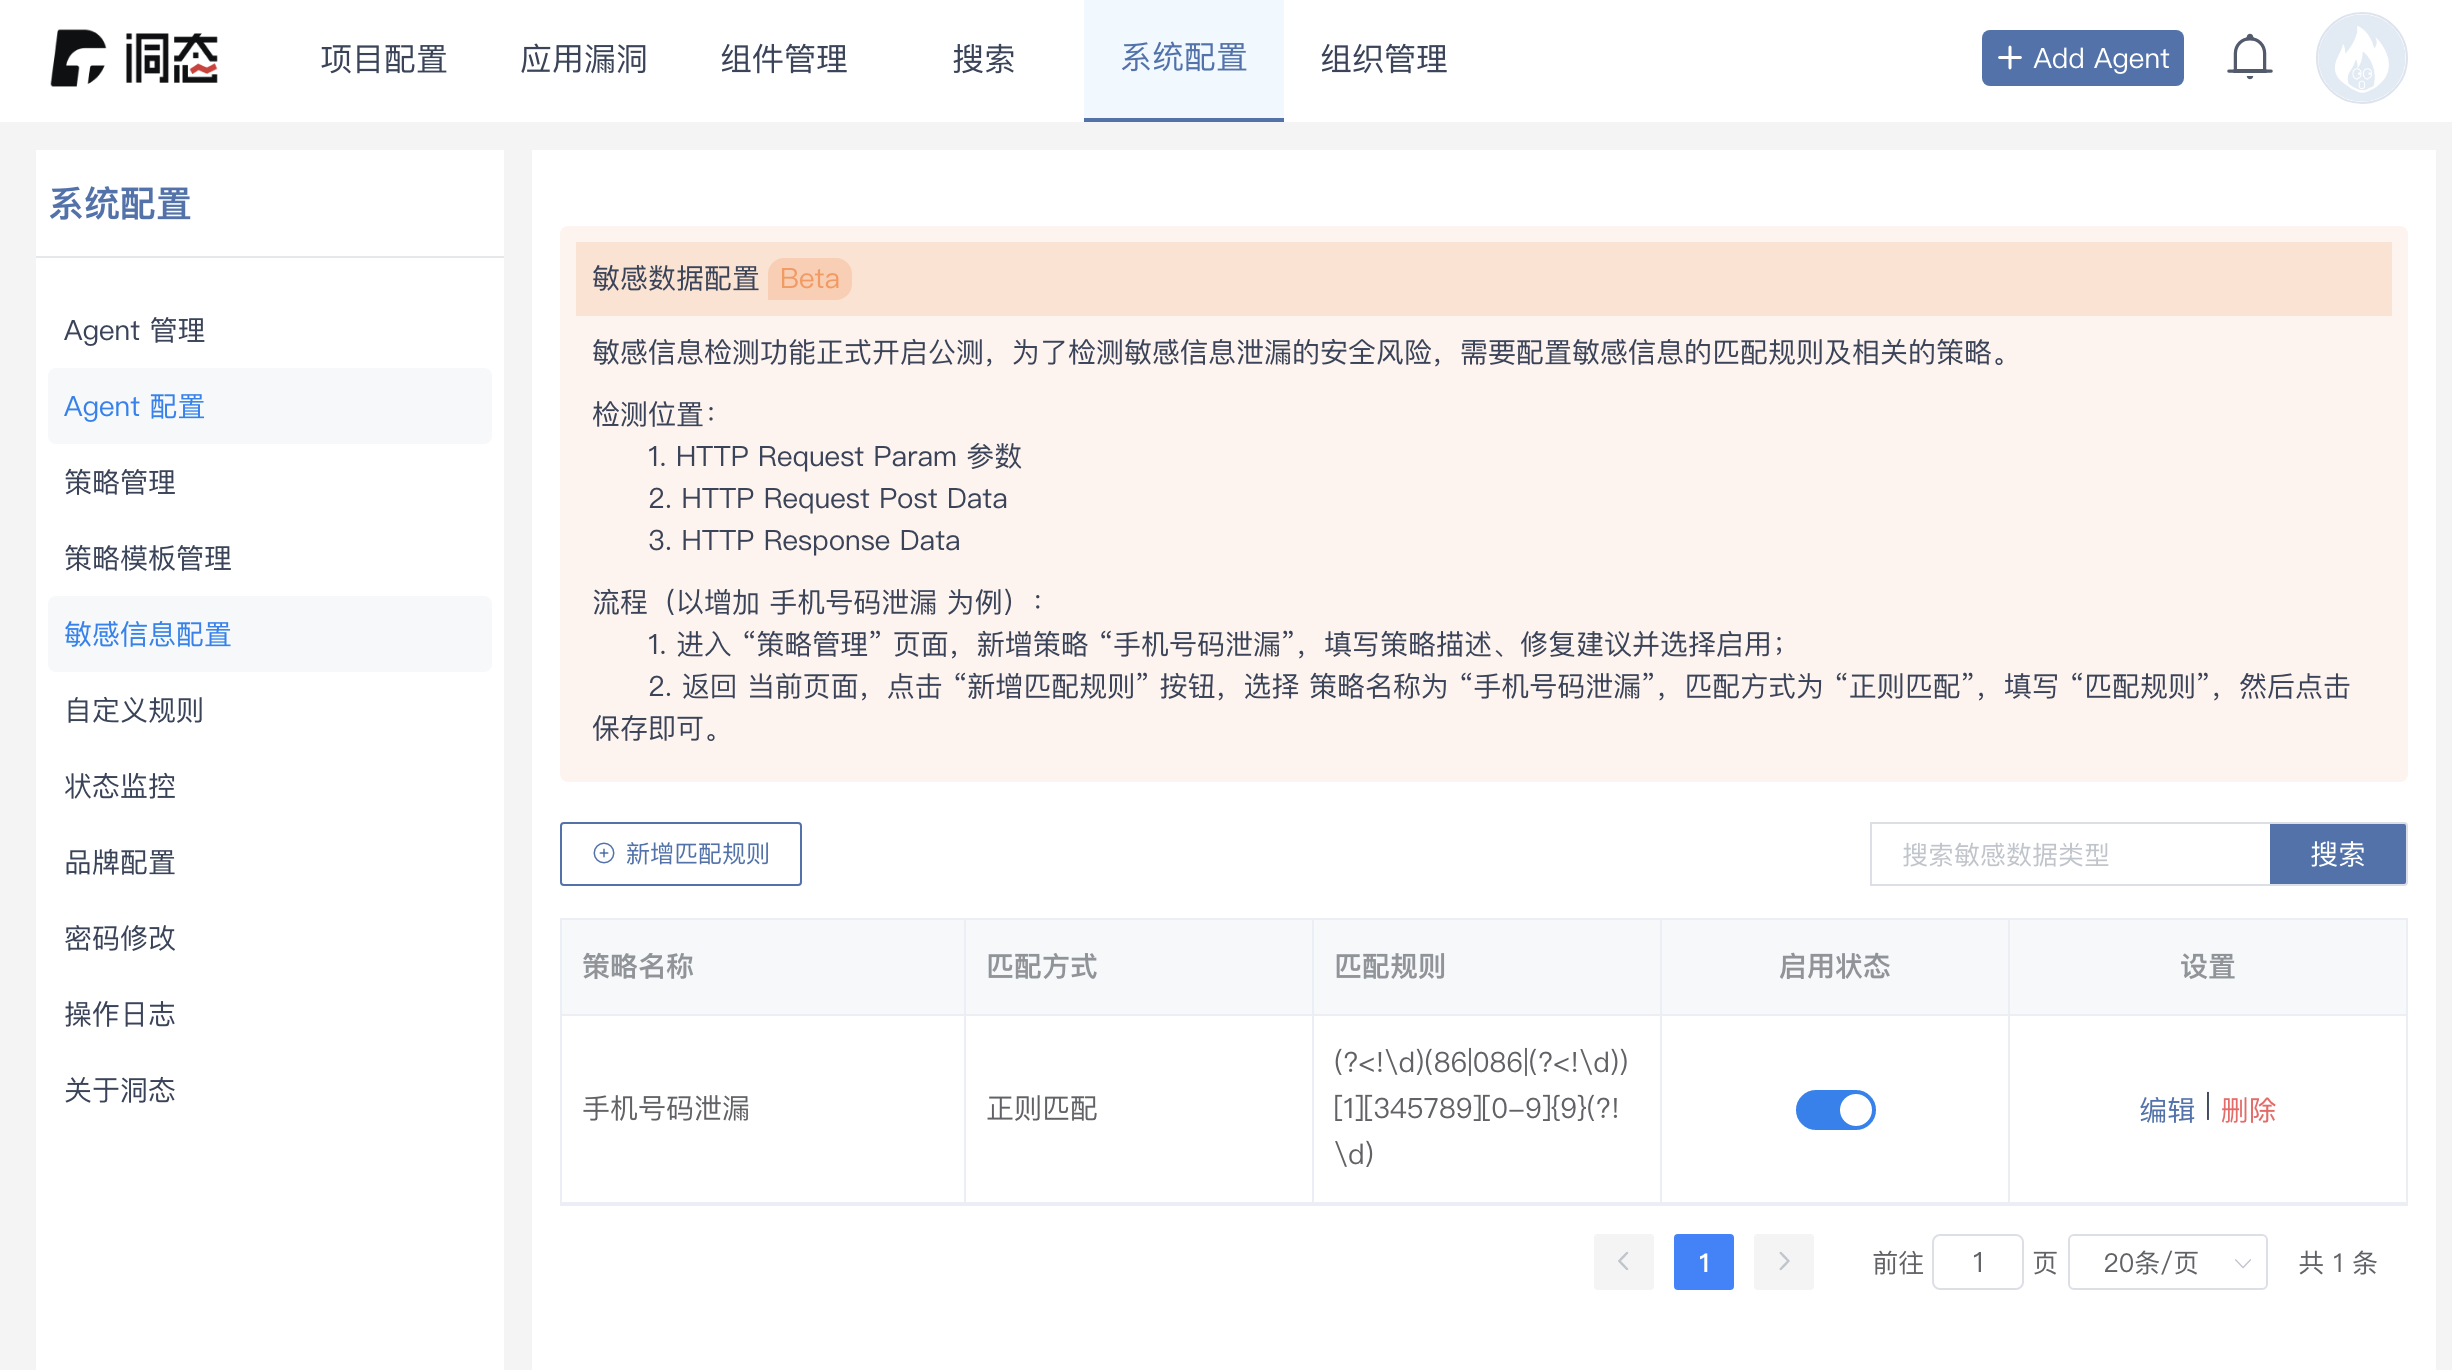 洞态
项目配置
应用漏洞
组件管理
搜索
系统配置
组织管理
+ Add Agent
系统配置
Agent 管理
Agent 配置
策略管理
策略模板管理
敏感信息配置
自定义规则
状态监控
品牌配置
密码修改
操作日志
关于洞态
敏感数据配置 Beta
敏感信息检测功能正式开启公测，为了检测敏感信息泄漏的安全风险，需要配置敏感信息的匹配规则及相关的策略。
检测位置：
1. HTTP Request Param 参数
2. HTTP Request Post Data
3. HTTP Response Data
流程（以增加 手机号码泄漏 为例）：
1. 进入 “策略管理” 页面，新增策略 “手机号码泄漏”，填写策略描述、修复建议并选择启用；
2. 返回 当前页面，点击 “新增匹配规则” 按钮，选择 策略名称为 “手机号码泄漏”，匹配方式为 “正则匹配”，填写 “匹配规则”，然后点击
保存即可。
新增匹配规则
搜索敏感数据类型
搜索
策略名称
匹配方式
匹配规则
启用状态
设置
手机号码泄漏
正则匹配
(?<!\d)(86|086|(?<!\d))
[1][345789][0-9]{9}(?!
\d)
编辑 | 删除
1
前往 1 页
20条/页
共 1 条